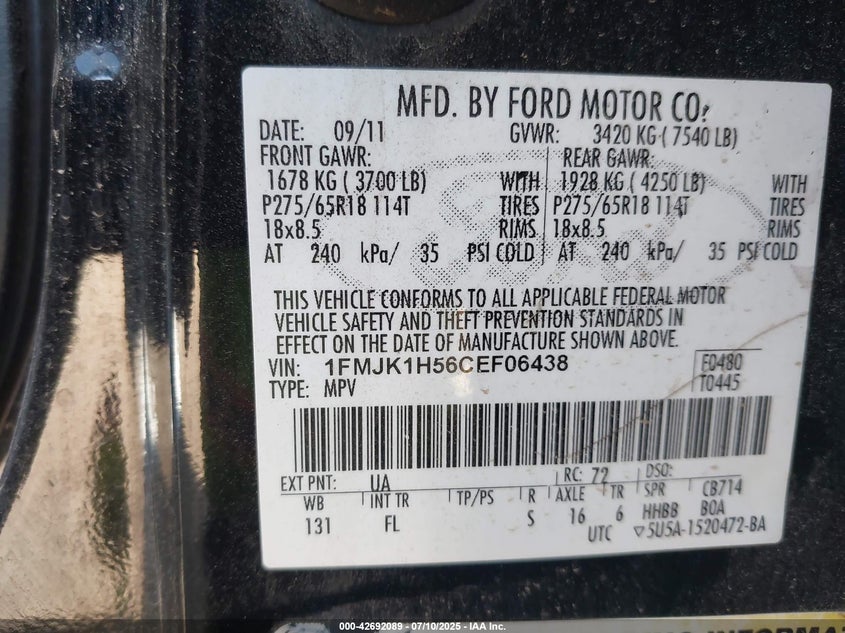 MFD. BY FORD MOTOR CO.
DATE: 09/11 GVWR: 3420 KG ( 7540 LB)
FRONT GAWR: REAR GAWR:
1678 KG ( 3700 LB) WITH 1928 KG ( 4250 LB) WITH
P275/65R18 114T TIRES P275/65R18 114T TIRES
18x8.5 RIMS 18x8.5 RIMS
AT 240 kPa/ 35 PSI COLD AT 240 kPa/ 35 PSI COLD
THIS VEHICLE CONFORMS TO ALL APPLICABLE FEDERAL MOTOR
VEHICLE SAFETY AND THEFT PREVENTION STANDARDS IN
EFFECT ON THE DATE OF MANUFACTURE SHOWN ABOVE.
VIN: 1FMJK1H56CEF06438 F0480
TYPE: MPV T0445
EXT PNT: UA RC: 72 DSO:
WB INT TR TP/PS R AXLE TR SPR CB714
131 FL S 16 6 HHBB BOA
UTC ▽5U5A-1520472-BA
000-42692089 - 07/10/2025 - IAA Inc.